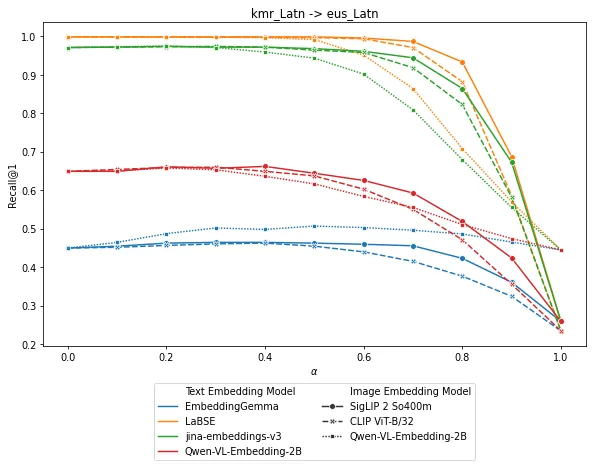 kmr_Latn -> eus_Latn
Recall@1
1.0
0.9
0.8
0.7
0.6
0.5
0.4
0.3
0.2
0.0 0.2 0.4 0.6 0.8 1.0
α
Text Embedding Model Image Embedding Model
EmbeddingGemma SigLIP 2 So400m
LaBSE CLIP ViT-B/32
jina-embeddings-v3 Qwen-VL-Embedding-2B
Qwen-VL-Embedding-2B